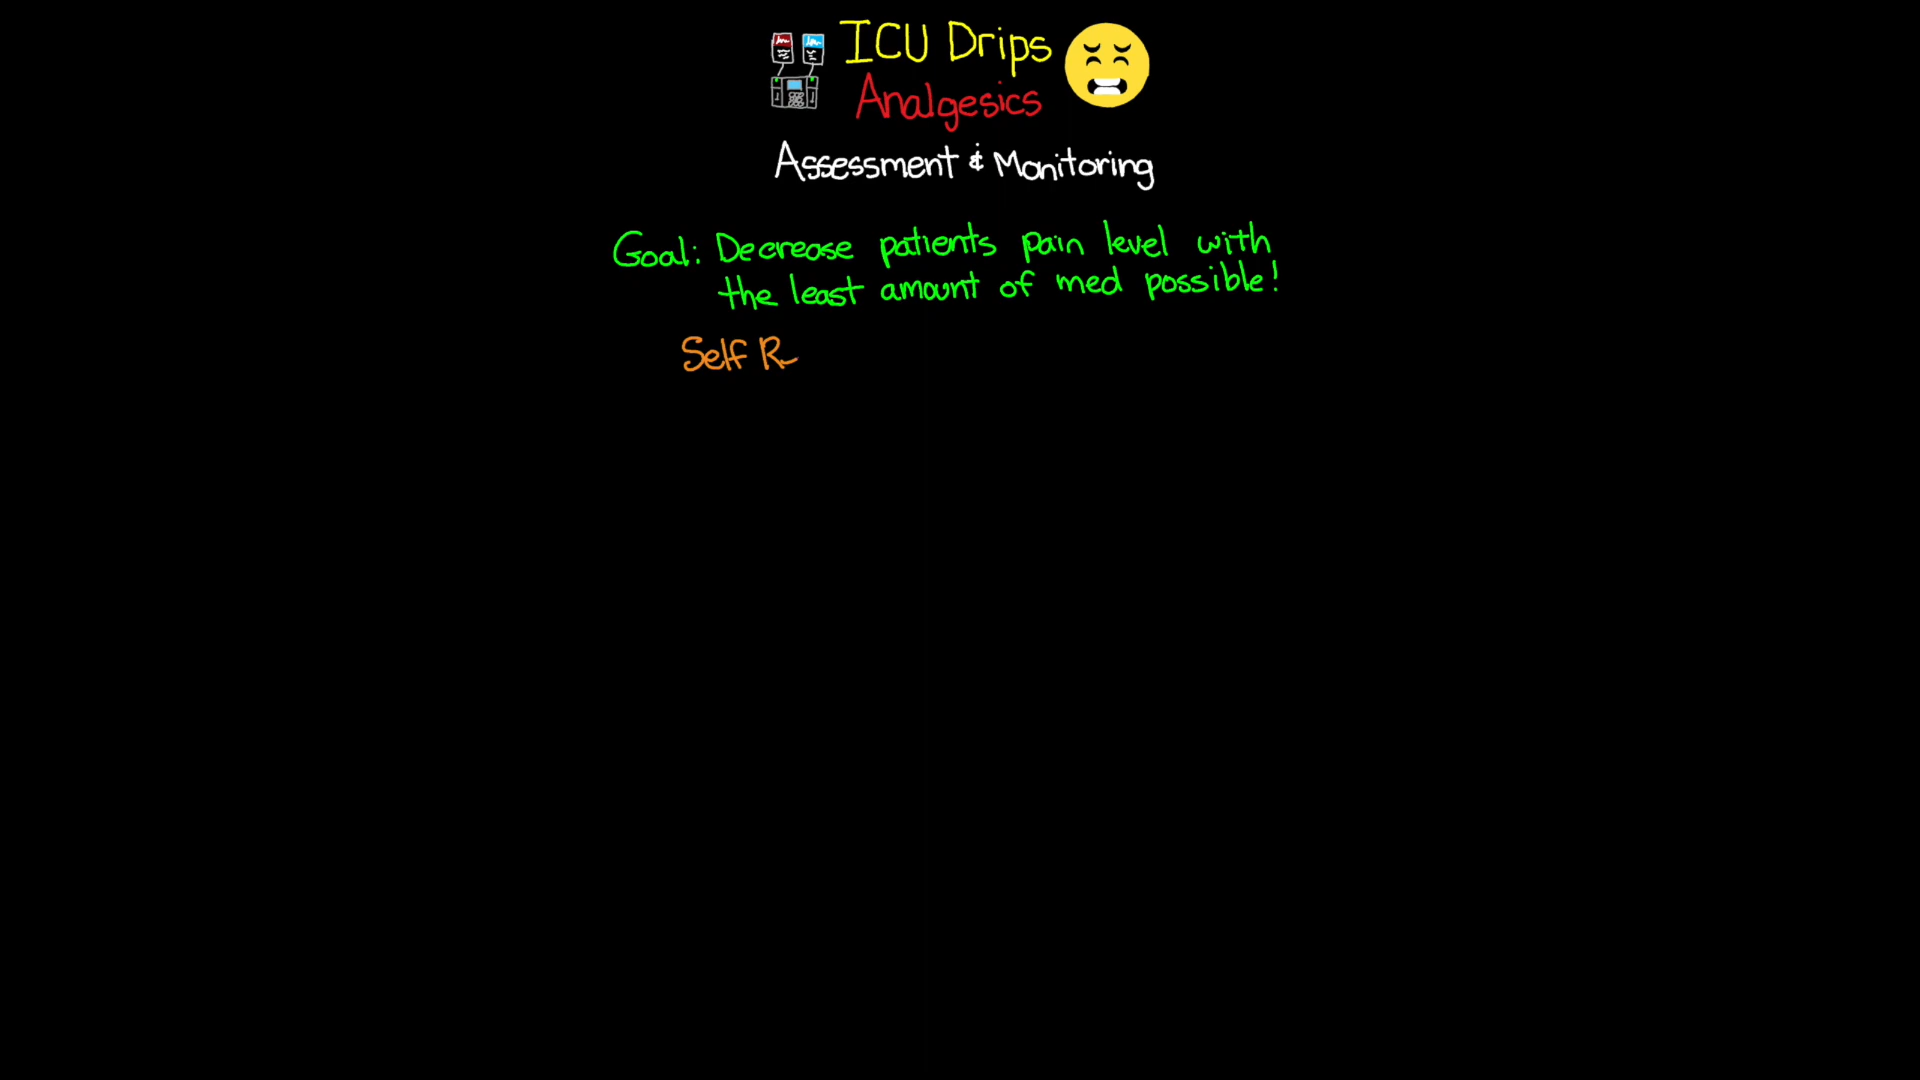 ICU Drips
Analgesics
Assessment & Monitoring
Goal: Decrease patients pain level with
the least amount of med possible!
Self R